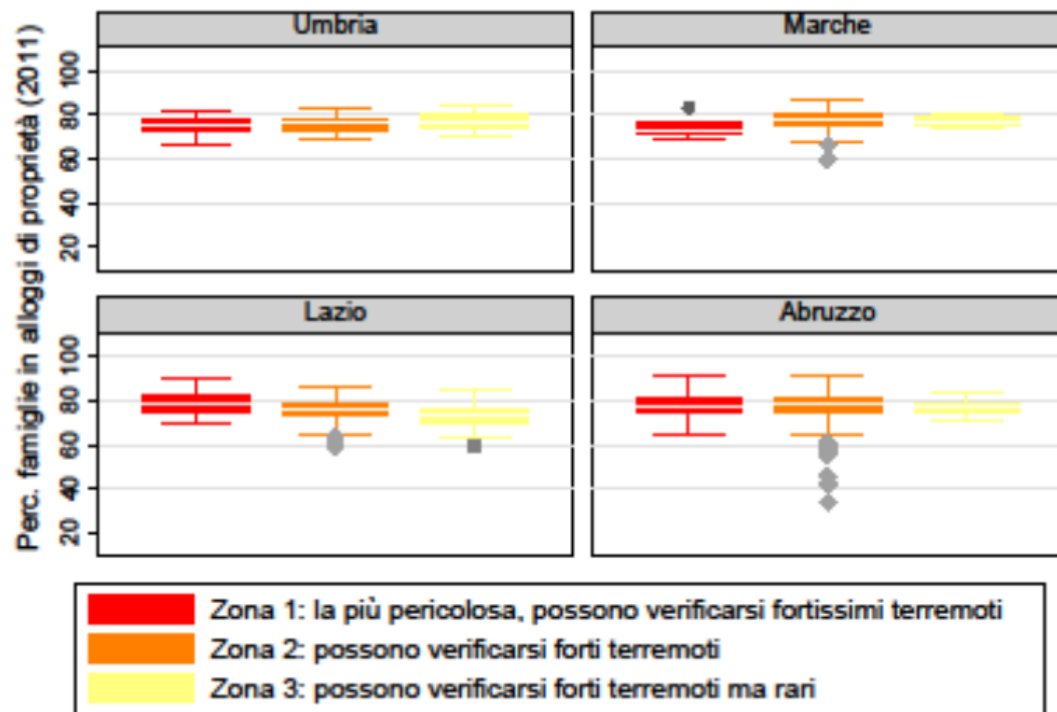 Perc. famiglie in alloggi di proprietà (2011)
Umbria
Marche
100
80
60
40
20
Lazio
Abruzzo
100
80
60
40
20
Zona 1: la più pericolosa, possono verificarsi fortissimi terremoti
Zona 2: possono verificarsi forti terremoti
Zona 3: possono verificarsi forti terremoti ma rari